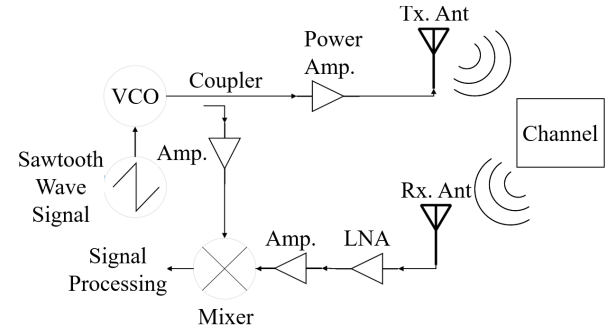 Tx. Ant
Power
Amp.
Coupler
VCO
Channel
Amp.
Sawtooth
Wave
Signal
Rx. Ant
Amp.
LNA
Signal
Processing
Mixer